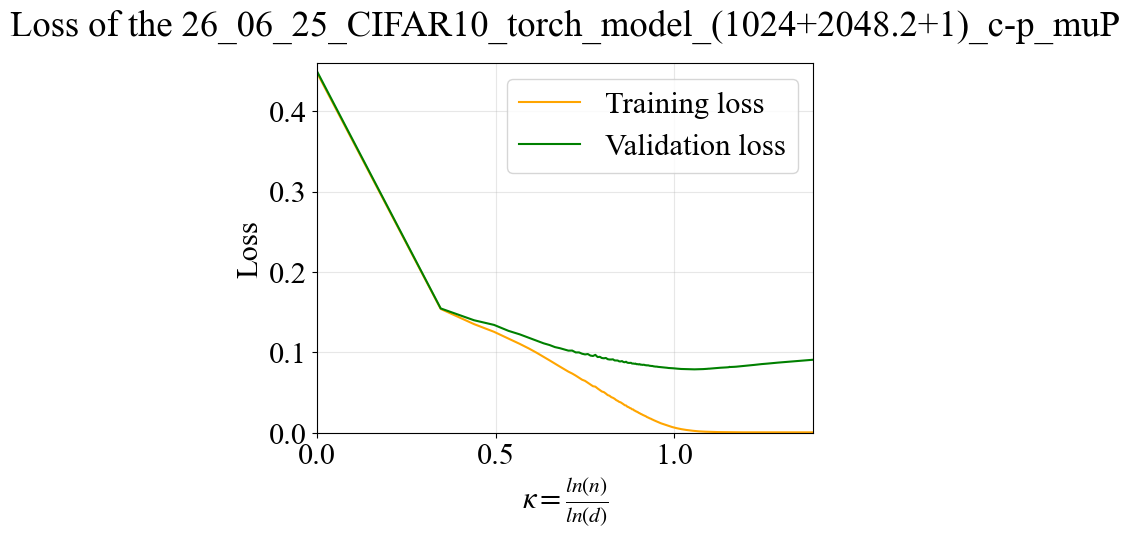 Loss of the 26_06_25_CIFAR10_torch_model_(1024+2048.2+1)_c-p_muP
Training loss
Validation loss
Loss
0.4
0.3
0.2
0.1
0.0
0.0 0.5 1.0
κ = ln(n) / ln(d)